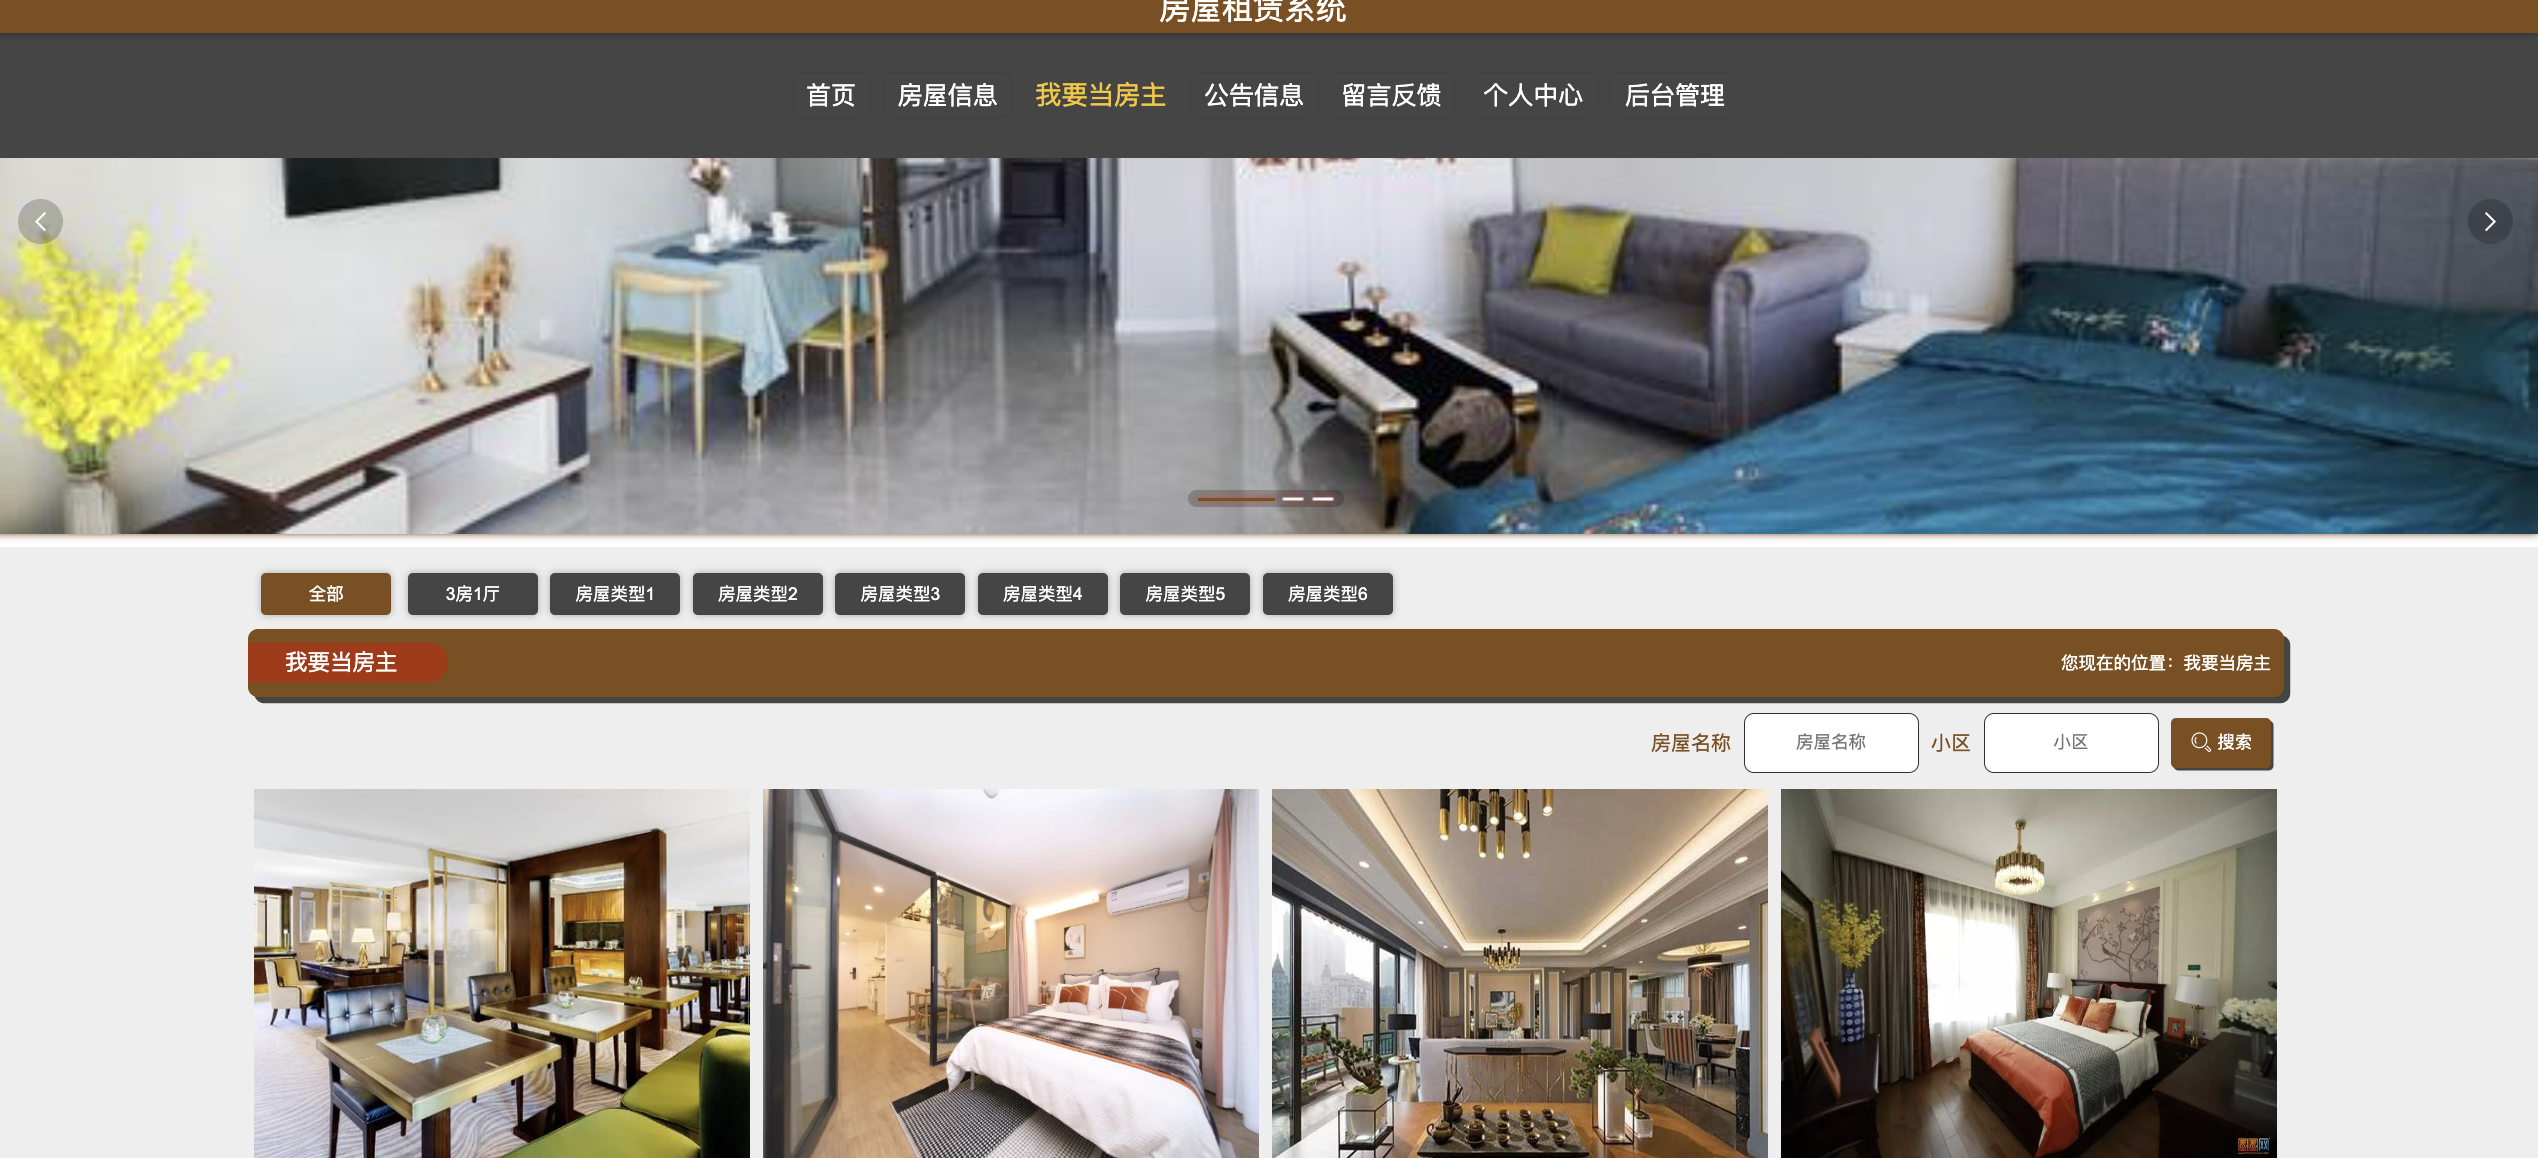 房屋租赁系统
首页 房屋信息 我要当房主 公告信息 留言反馈 个人中心 后台管理
全部 3房1厅 房屋类型1 房屋类型2 房屋类型3 房屋类型4 房屋类型5 房屋类型6
我要当房主 您现在的位置：我要当房主
房屋名称 房屋名称 小区 小区 搜索